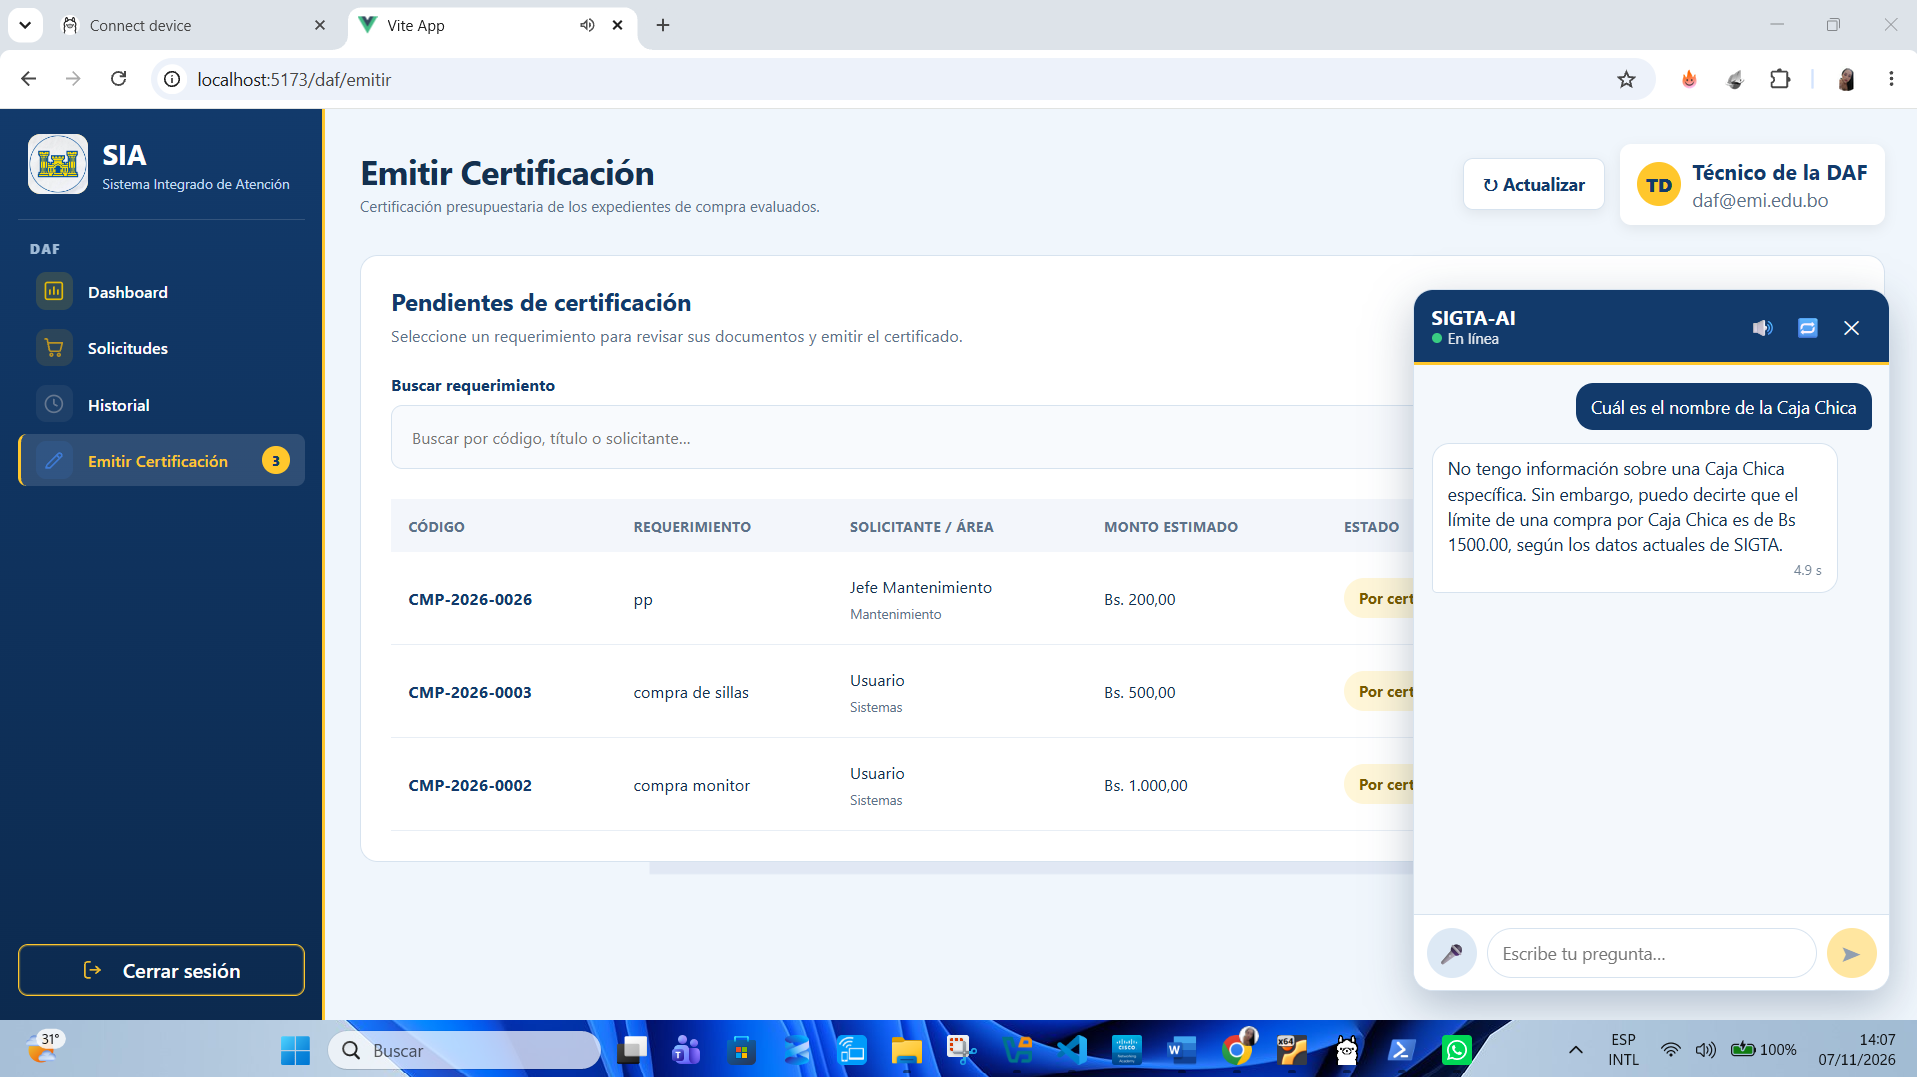 Connect device
Vite App
localhost:5173/daf/emitir
SIA
Sistema Integrado de Atención
DAF
Dashboard
Solicitudes
Historial
Emitir Certificación
3
Cerrar sesión
Emitir Certificación
Certificación presupuestaria de los expedientes de compra evaluados.
↻ Actualizar
TD
Técnico de la DAF
daf@emi.edu.bo
Pendientes de certificación
Seleccione un requerimiento para revisar sus documentos y emitir el certificado.
Buscar requerimiento
Buscar por código, título o solicitante...
CÓDIGO REQUERIMIENTO SOLICITANTE / ÁREA MONTO ESTIMADO ESTADO
CMP-2026-0026 pp Jefe Mantenimiento Bs. 200,00 Por cert
Mantenimiento
CMP-2026-0003 compra de sillas Usuario Bs. 500,00 Por cert
Sistemas
CMP-2026-0002 compra monitor Usuario Bs. 1.000,00 Por cert
Sistemas
SIGTA-AI
En línea
Cuál es el nombre de la Caja Chica
No tengo información sobre una Caja Chica
específica. Sin embargo, puedo decirte que el
límite de una compra por Caja Chica es de Bs
1500.00, según los datos actuales de SIGTA.
4.9 s
Escribe tu pregunta...
31°
Buscar
x64
ESP
INTL
100%
14:07
07/11/2026